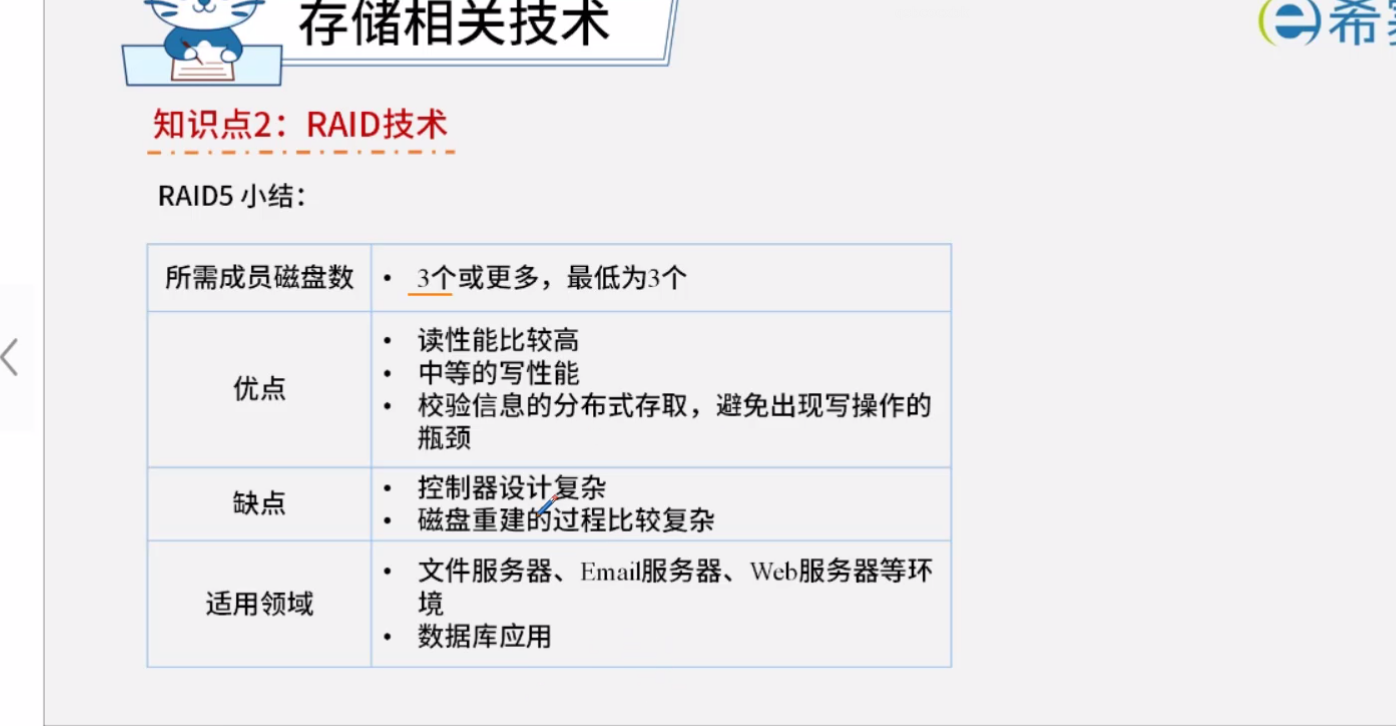 存储相关技术
希
知识点2：RAID技术
RAID5 小结：
所需成员磁盘数
• 3个或更多，最低为3个
优点
• 读性能比较高
• 中等的写性能
• 校验信息的分布式存取，避免出现写操作的
瓶颈
缺点
• 控制器设计复杂
• 磁盘重建的过程比较复杂
适用领域
• 文件服务器、Email服务器、Web服务器等环
境
• 数据库应用